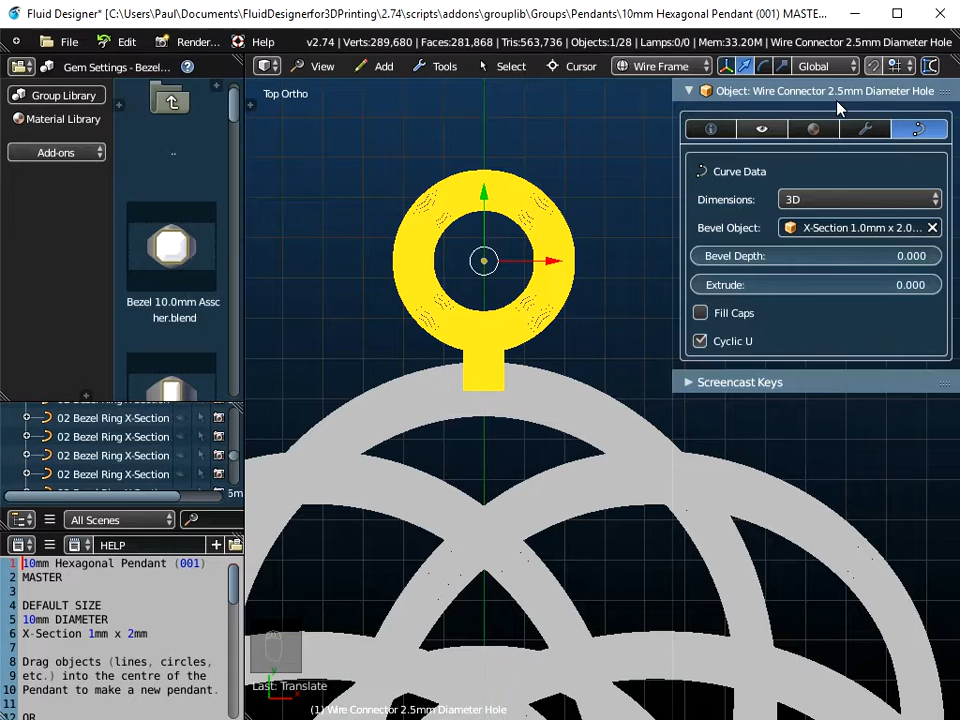 Fluid Designer* [C:\Users\Paul\Documents\FluidDesignerfor3DPrinting\2.74\scripts\addons\grouplib\Groups\Pendants\10mm Hexagonal Pendant (001) MASTE...
File Edit Render... Help v2.74 | Verts:289,680 | Faces:281,868 | Tris:563,736 | Objects:1/28 | Lamps:0/0 | Mem:33.20M | Wire Connector 2.5mm Diameter Hole
Gem Settings - Bezel...
View Add Tools Select Cursor Wire Frame Global
Group Library
Material Library
Add-ons
..
Bezel 10.0mm Assc
her.blend
Top Ortho
Object: Wire Connector 2.5mm Diameter Hole
Curve Data
Dimensions: 3D
Bevel Object: X-Section 1.0mm x 2.0...
Bevel Depth: 0.000
Extrude: 0.000
Fill Caps
Cyclic U
Screencast Keys
02 Bezel Ring X-Section
02 Bezel Ring X-Section
02 Bezel Ring X-Section
02 Bezel Ring X-Section
5m
All Scenes
HELP
1 10mm Hexagonal Pendant (001)
2 MASTER
3
4 DEFAULT SIZE
5 10mm DIAMETER
6 X-Section 1mm x 2mm
7
8 Drag objects (lines, circles,
9 etc.) into the centre of the
10 Pendant to make a new pendant.
11
12 OR
Last: Translate
y
x
(1) Wire Connector 2.5mm Diameter Hole